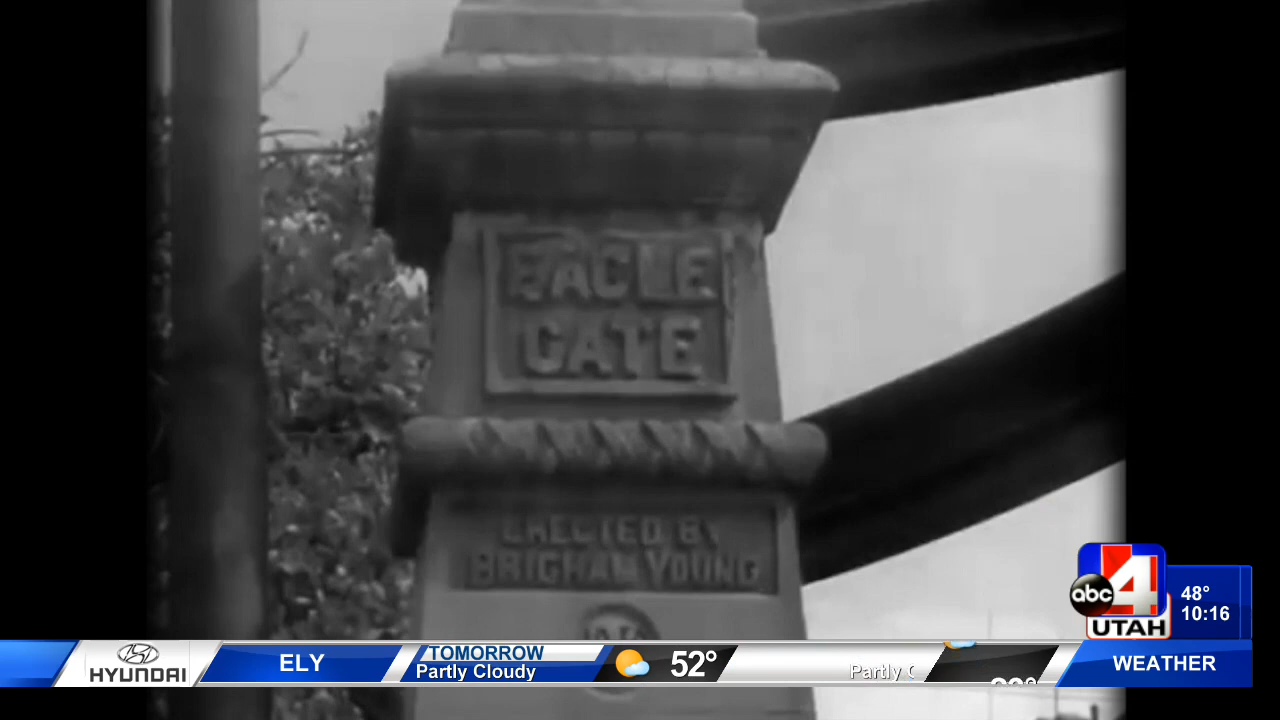 EAGLE
GATE
ERECTED BY
BRIGHAM YOUNG
abc 4
UTAH
48°
10:16
HYUNDAI
ELY
TOMORROW
Partly Cloudy
52°
Partly
WEATHER